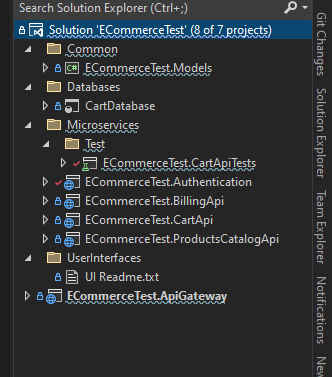 Search Solution Explorer (Ctrl+;)
Solution 'ECommerceTest' (8 of 7 projects)
Common
C# ECommerceTest.Models
Databases
CartDatabase
Microservices
Test
ECommerceTest.CartApiTests
ECommerceTest.Authentication
ECommerceTest.BillingApi
ECommerceTest.CartApi
ECommerceTest.ProductsCatalogApi
UserInterfaces
UI Readme.txt
ECommerceTest.ApiGateway
Git Changes
Solution Explorer
Team Explorer
Notifications